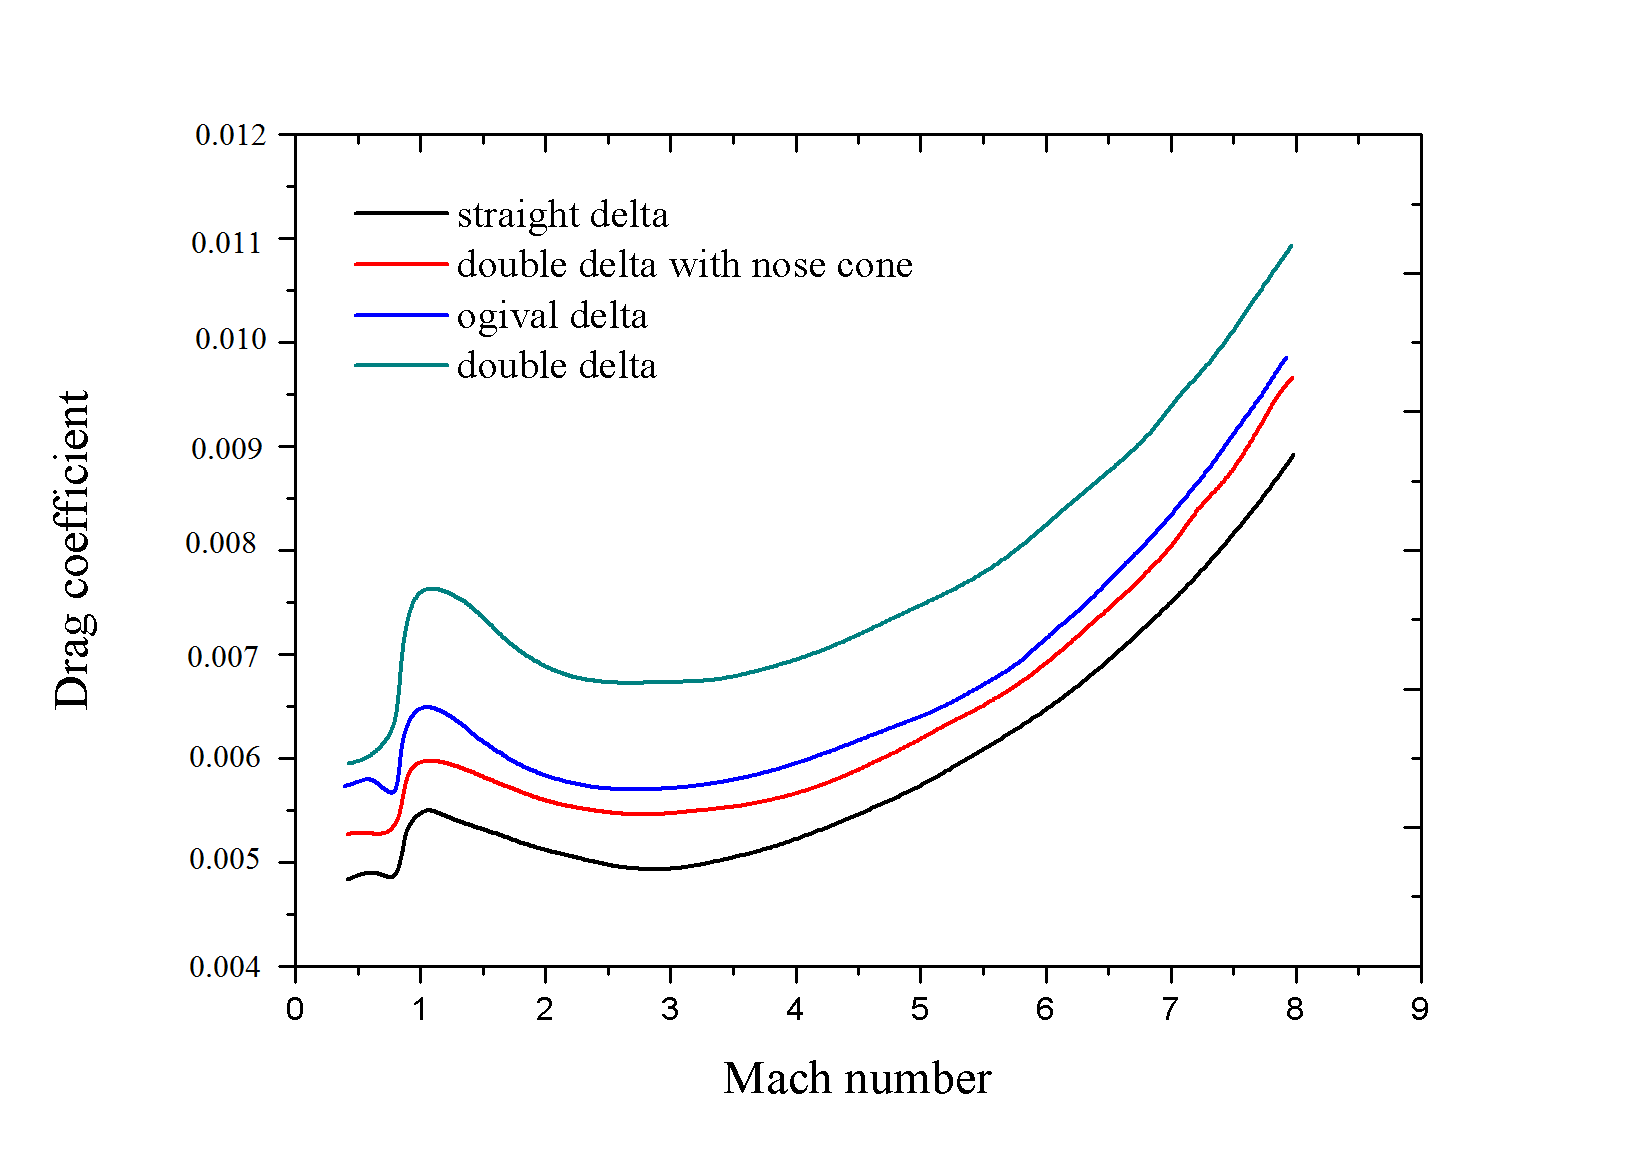 0.012
0.011
0.010
0.009
0.008
0.007
0.006
0.005
0.004
Drag coefficient
straight delta
double delta with nose cone
ogival delta
double delta
0 1 2 3 4 5 6 7 8 9
Mach number